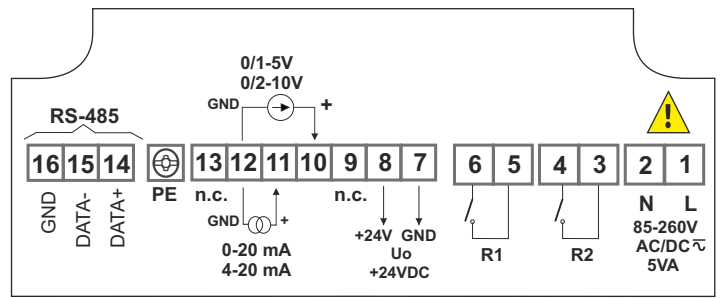 0/1-5V
0/2-10V
GND +
RS-485
16 15 14 13 12 11 10 9 8 7 6 5 4 3 2 1
PE n.c. n.c. N L
GND DATA- DATA+
GND +
0-20 mA
4-20 mA
+24V GND
Uo
+24VDC
R1
R2
85-260V
AC/DC
5VA
!